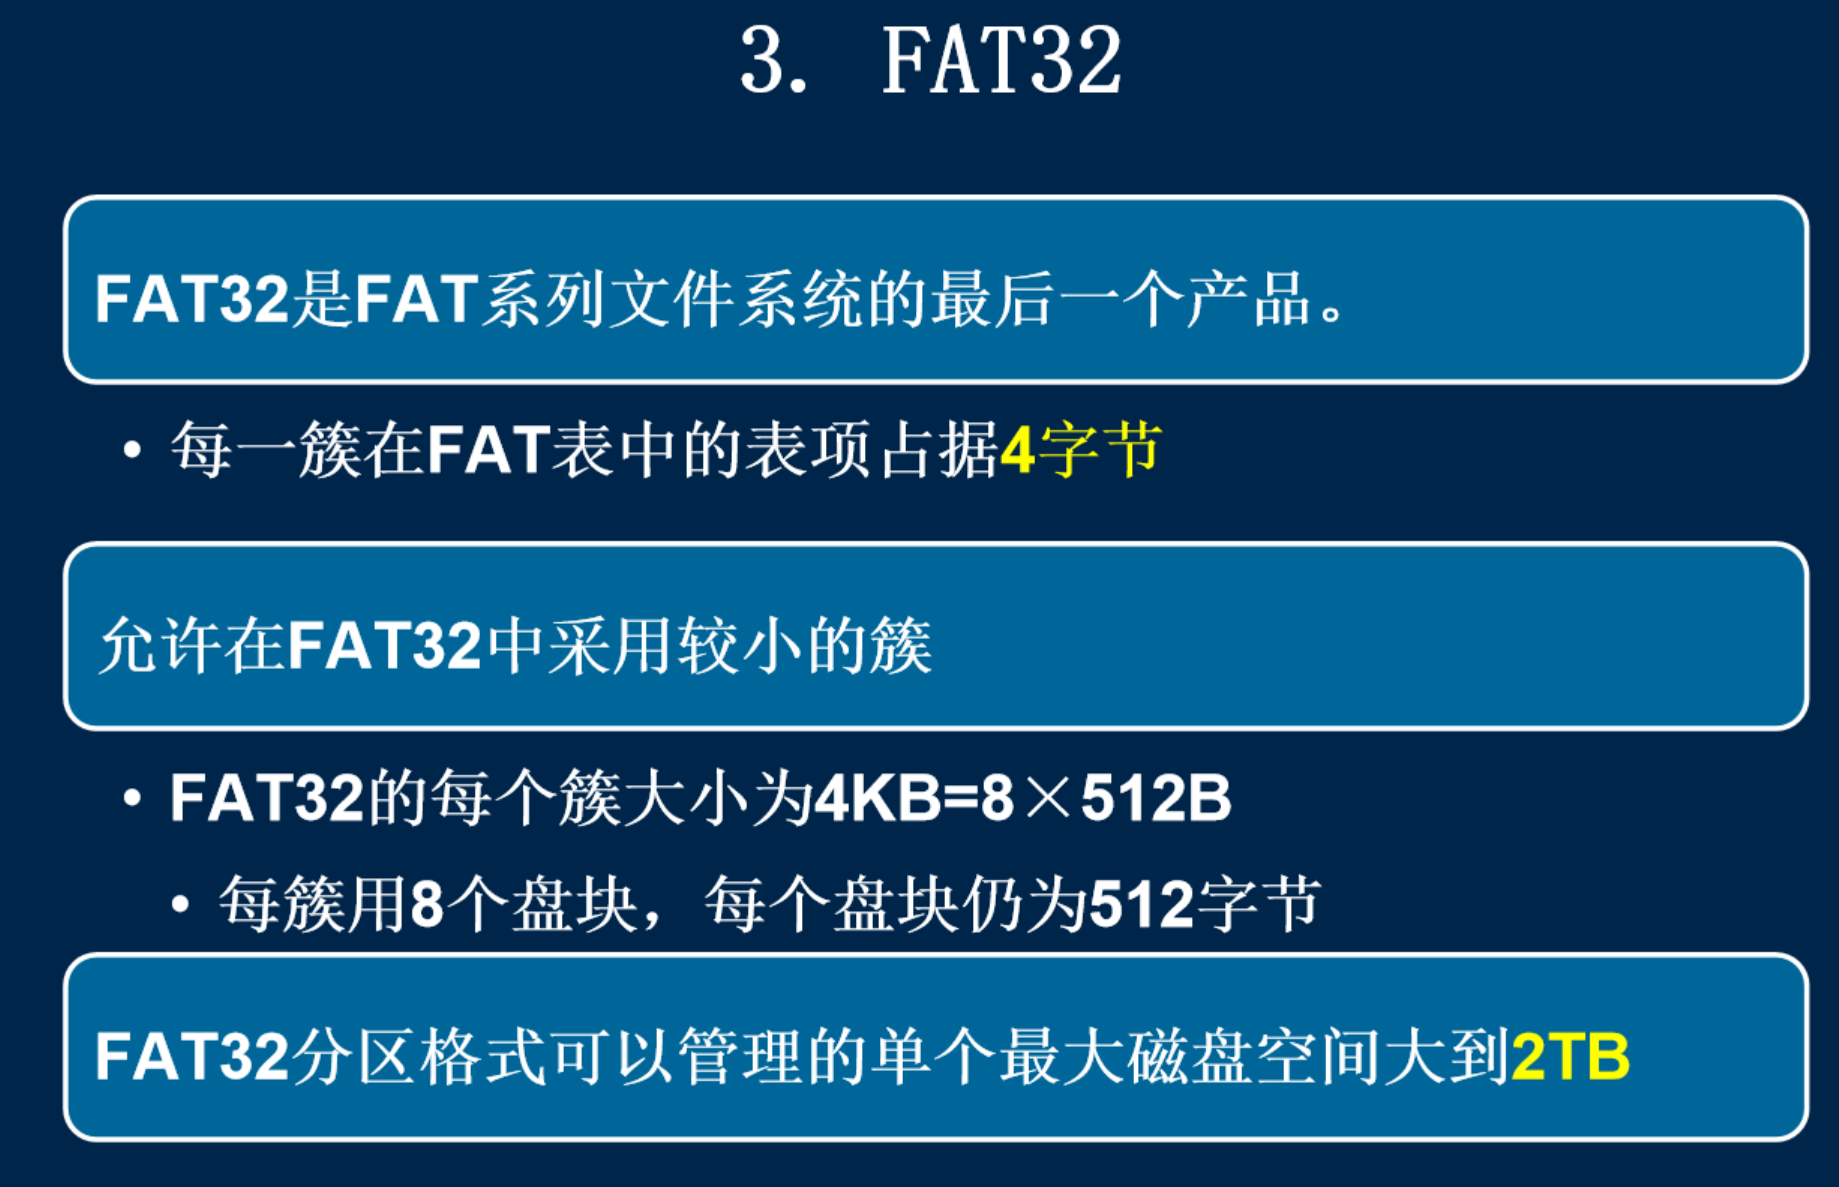 3. FAT32
FAT32是FAT系列文件系统的最后一个产品。
• 每一簇在FAT表中的表项占据4字节
允许在FAT32中采用较小的簇
• FAT32的每个簇大小为4KB=8×512B
• 每簇用8个盘块，每个盘块仍为512字节
FAT32分区格式可以管理的单个最大磁盘空间大到2TB